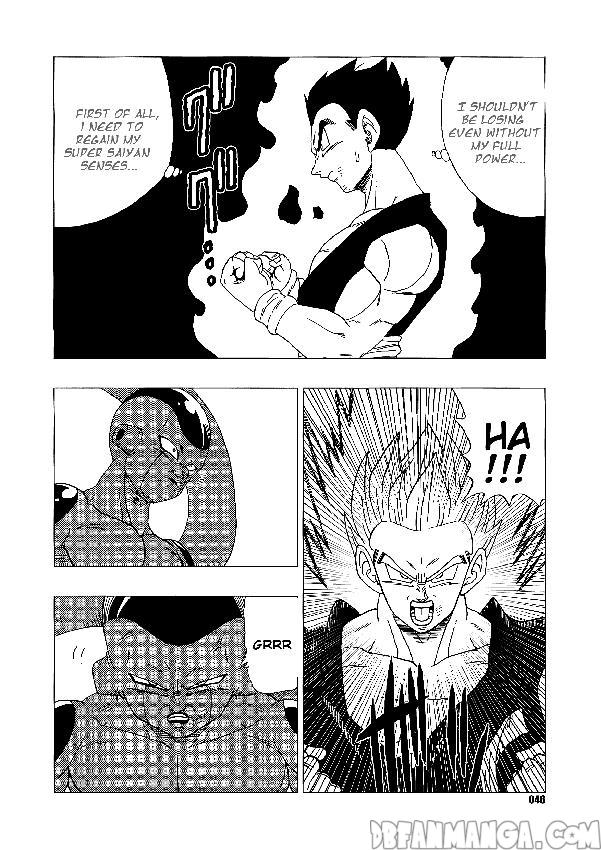 I SHOULDN'T
BE LOSING
EVEN WITHOUT
MY FULL
POWER...
FIRST OF ALL,
I NEED TO
REGAIN MY
SUPER SAIYAN
SENSES...
HA
!!!
GRRR
046
DBFANMANGA.COM